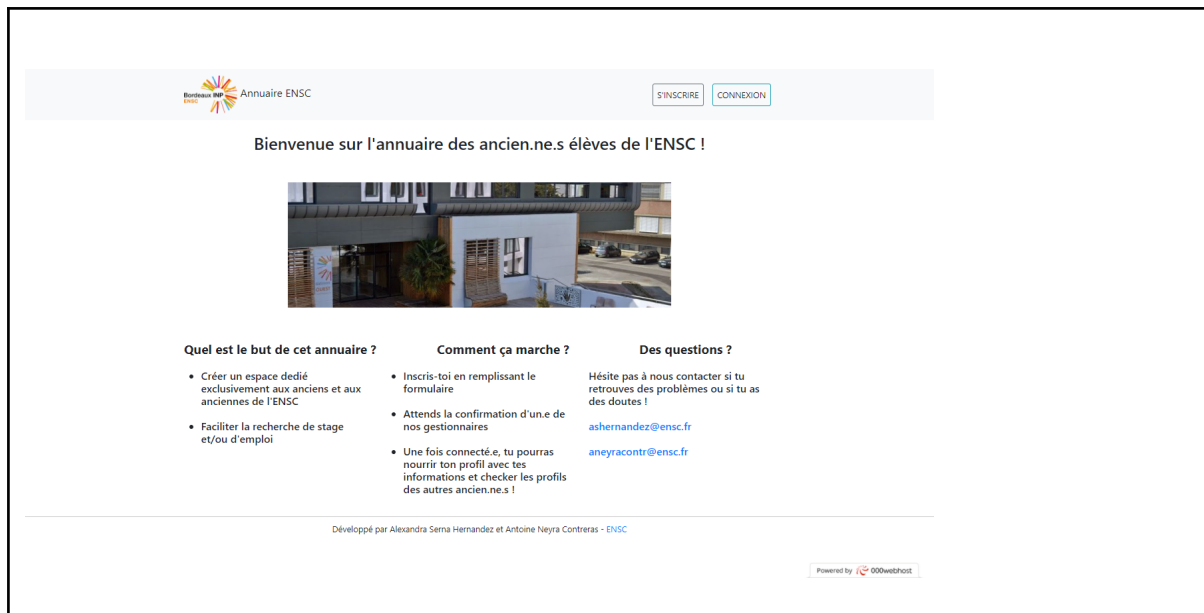 Bordeaux INP
ENSC
Annuaire ENSC
S'INSCRIRE
CONNEXION
Bienvenue sur l'annuaire des ancien.ne.s élèves de l'ENSC !
Quel est le but de cet annuaire ?
• Créer un espace dedié
exclusivement aux anciens et aux
anciennes de l'ENSC
• Faciliter la recherche de stage
et/ou d'emploi
Comment ça marche ?
• Inscris-toi en remplissant le
formulaire
• Attends la confirmation d'un.e de
nos gestionnaires
• Une fois connecté.e, tu pourras
nourrir ton profil avec tes
informations et checker les profils
des autres ancien.ne.s !
Des questions ?
Hésite pas à nous contacter si tu
retrouves des problèmes ou si tu as
des doutes !
ashernandez@ensc.fr
aneyracontr@ensc.fr
Développé par Alexandra Serna Hernandez et Antoine Neyra Contreras - ENSC
Powered by 000webhost